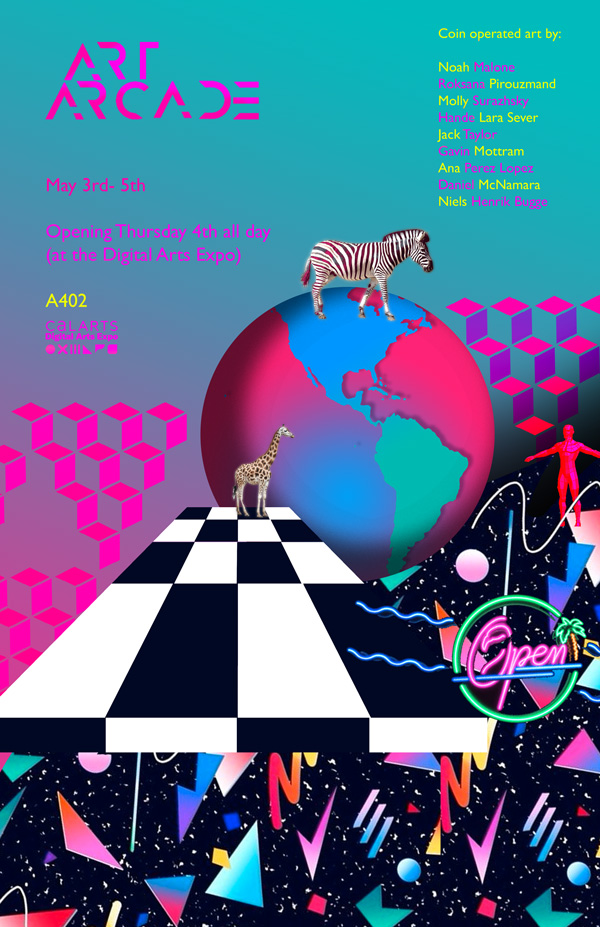 ART
ARCADE
May 3rd- 5th
Opening Thursday 4th all day
(at the Digital Arts Expo)
A402
CALARTS
Digital Arts Expo
Coin operated art by:
Noah Malone
Roksana Pirouzmand
Molly Surazhsky
Hande Lara Sever
Jack Taylor
Gavin Mottram
Ana Perez Lopez
Daniel McNamara
Niels Henrik Bugge
Open